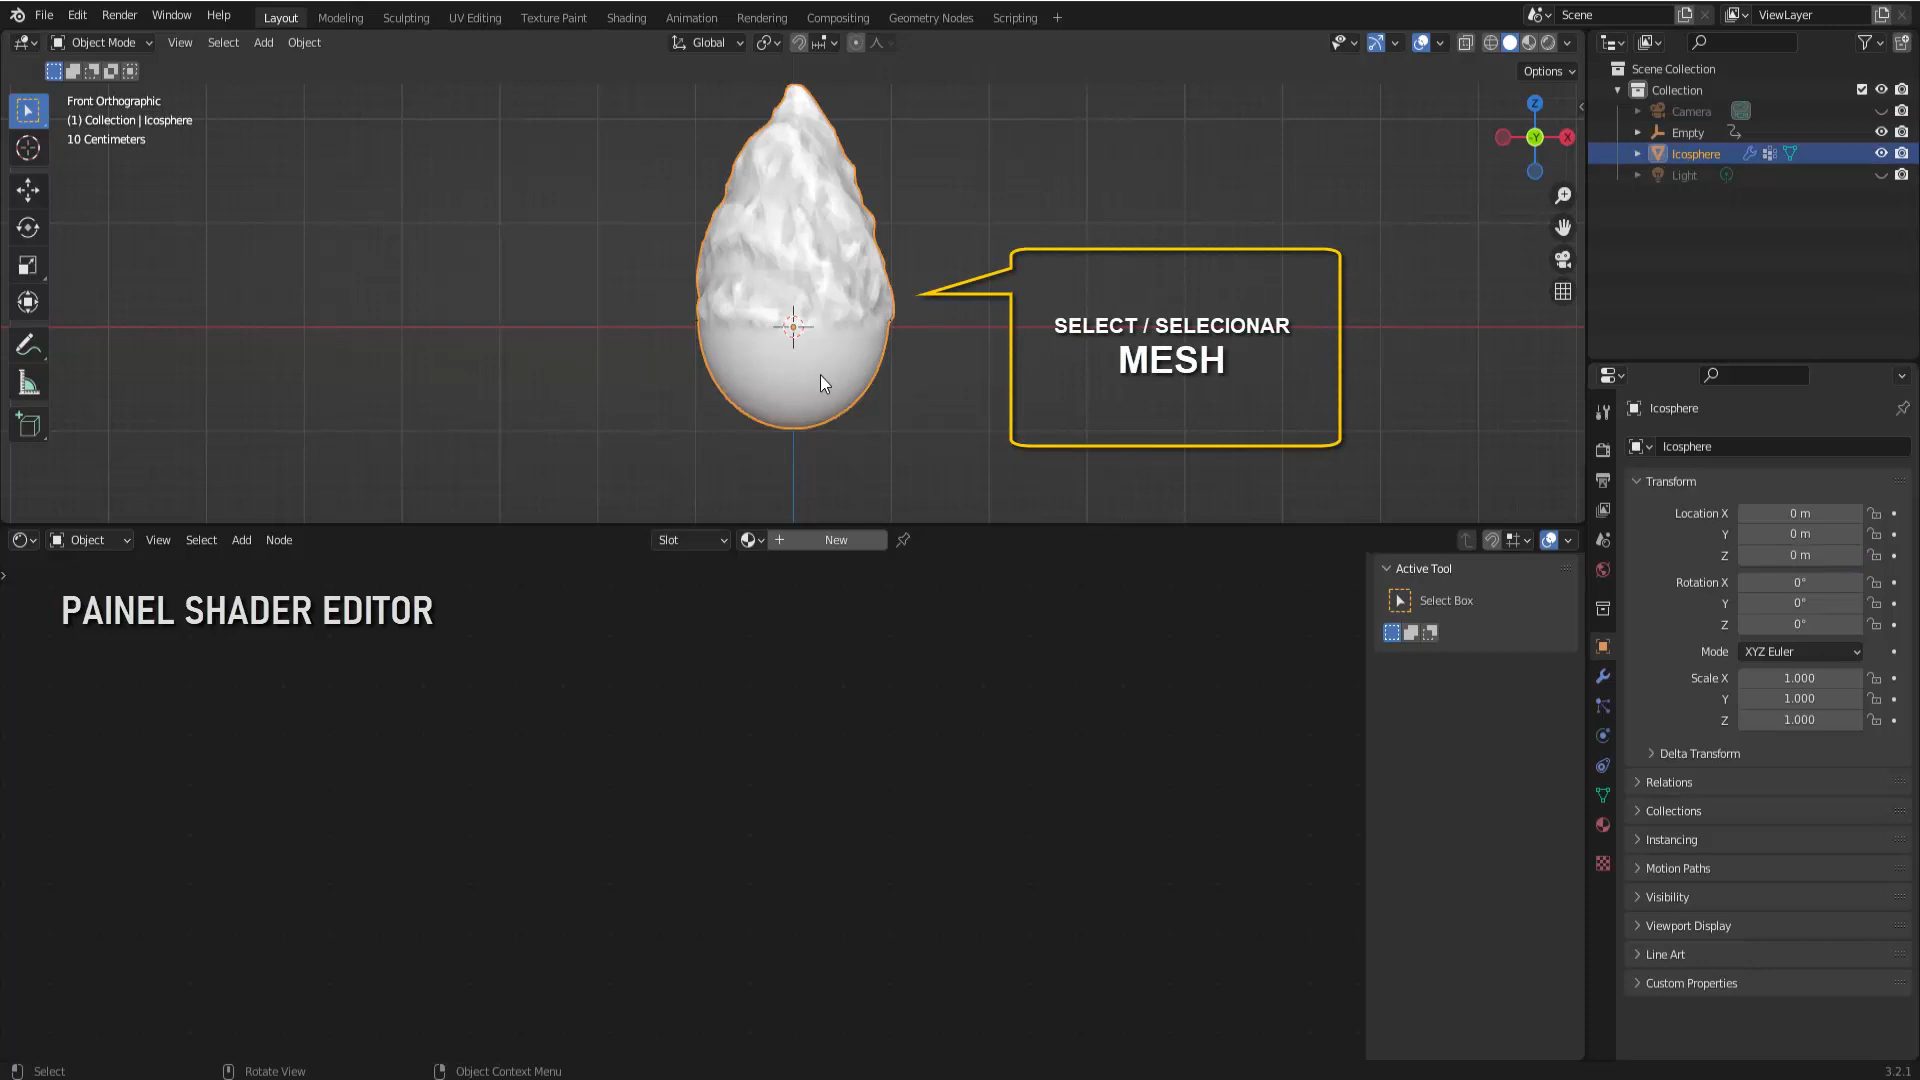 File Edit Render Window Help Layout Modeling Sculpting UV Editing Texture Paint Shading Animation Rendering Compositing Geometry Nodes Scripting + Scene ViewLayer
Object Mode View Select Add Object Global
Options
Front Orthographic
(1) Collection | Icosphere
10 Centimeters
Z
Y
X
SELECT / SELECIONAR
MESH
Scene Collection
Collection
Camera
Empty
Icosphere
Light
Object View Select Add Node Slot New
PAINEL SHADER EDITOR
Active Tool
Select Box
Icosphere
Icosphere
Transform
Location X 0 m
Y 0 m
Z 0 m
Rotation X 0°
Y 0°
Z 0°
Mode XYZ Euler
Scale X 1.000
Y 1.000
Z 1.000
Delta Transform
Relations
Collections
Instancing
Motion Paths
Visibility
Viewport Display
Line Art
Custom Properties
Select Rotate View Object Context Menu 3.2.1